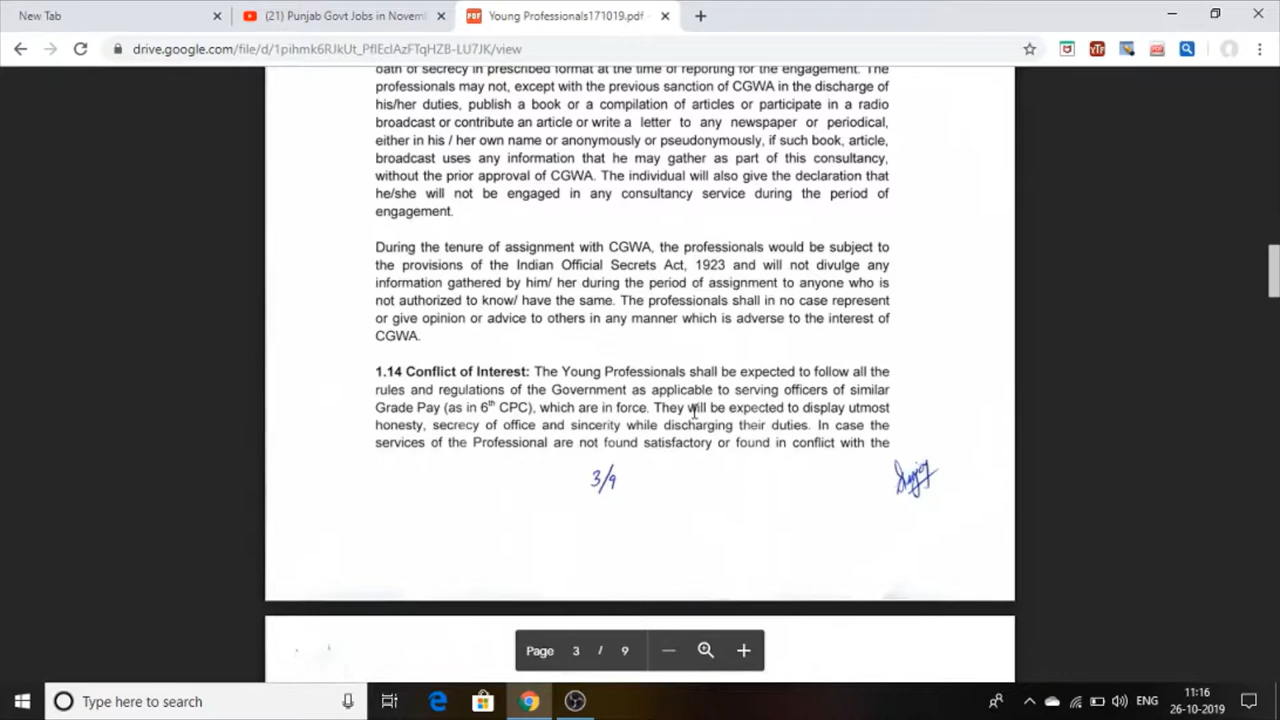 New Tab
(21) Punjab Govt Jobs in Novemb
Young Professionals171019.pdf
drive.google.com/file/d/1pihmk6RJkUt_PflEclAzFTqHZB-LU7JK/view
oath of secrecy in prescribed format at the time of reporting for the engagement. The
professionals may not, except with the previous sanction of CGWA in the discharge of
his/her duties, publish a book or a compilation of articles or participate in a radio
broadcast or contribute an article or write a letter to any newspaper or periodical,
either in his / her own name or anonymously or pseudonymously, if such book, article,
broadcast uses any information that he may gather as part of this consultancy,
without the prior approval of CGWA. The individual will also give the declaration that
he/she will not be engaged in any consultancy service during the period of
engagement.
During the tenure of assignment with CGWA, the professionals would be subject to
the provisions of the Indian Official Secrets Act, 1923 and will not divulge any
information gathered by him/ her during the period of assignment to anyone who is
not authorized to know/ have the same. The professionals shall in no case represent
or give opinion or advice to others in any manner which is adverse to the interest of
CGWA.
1.14 Conflict of Interest: The Young Professionals shall be expected to follow all the
rules and regulations of the Government as applicable to serving officers of similar
Grade Pay (as in 6th CPC), which are in force. They will be expected to display utmost
honesty, secrecy of office and sincerity while discharging their duties. In case the
services of the Professional are not found satisfactory or found in conflict with the
3/9
Page 3 / 9
Type here to search
ENG
11:16
26-10-2019